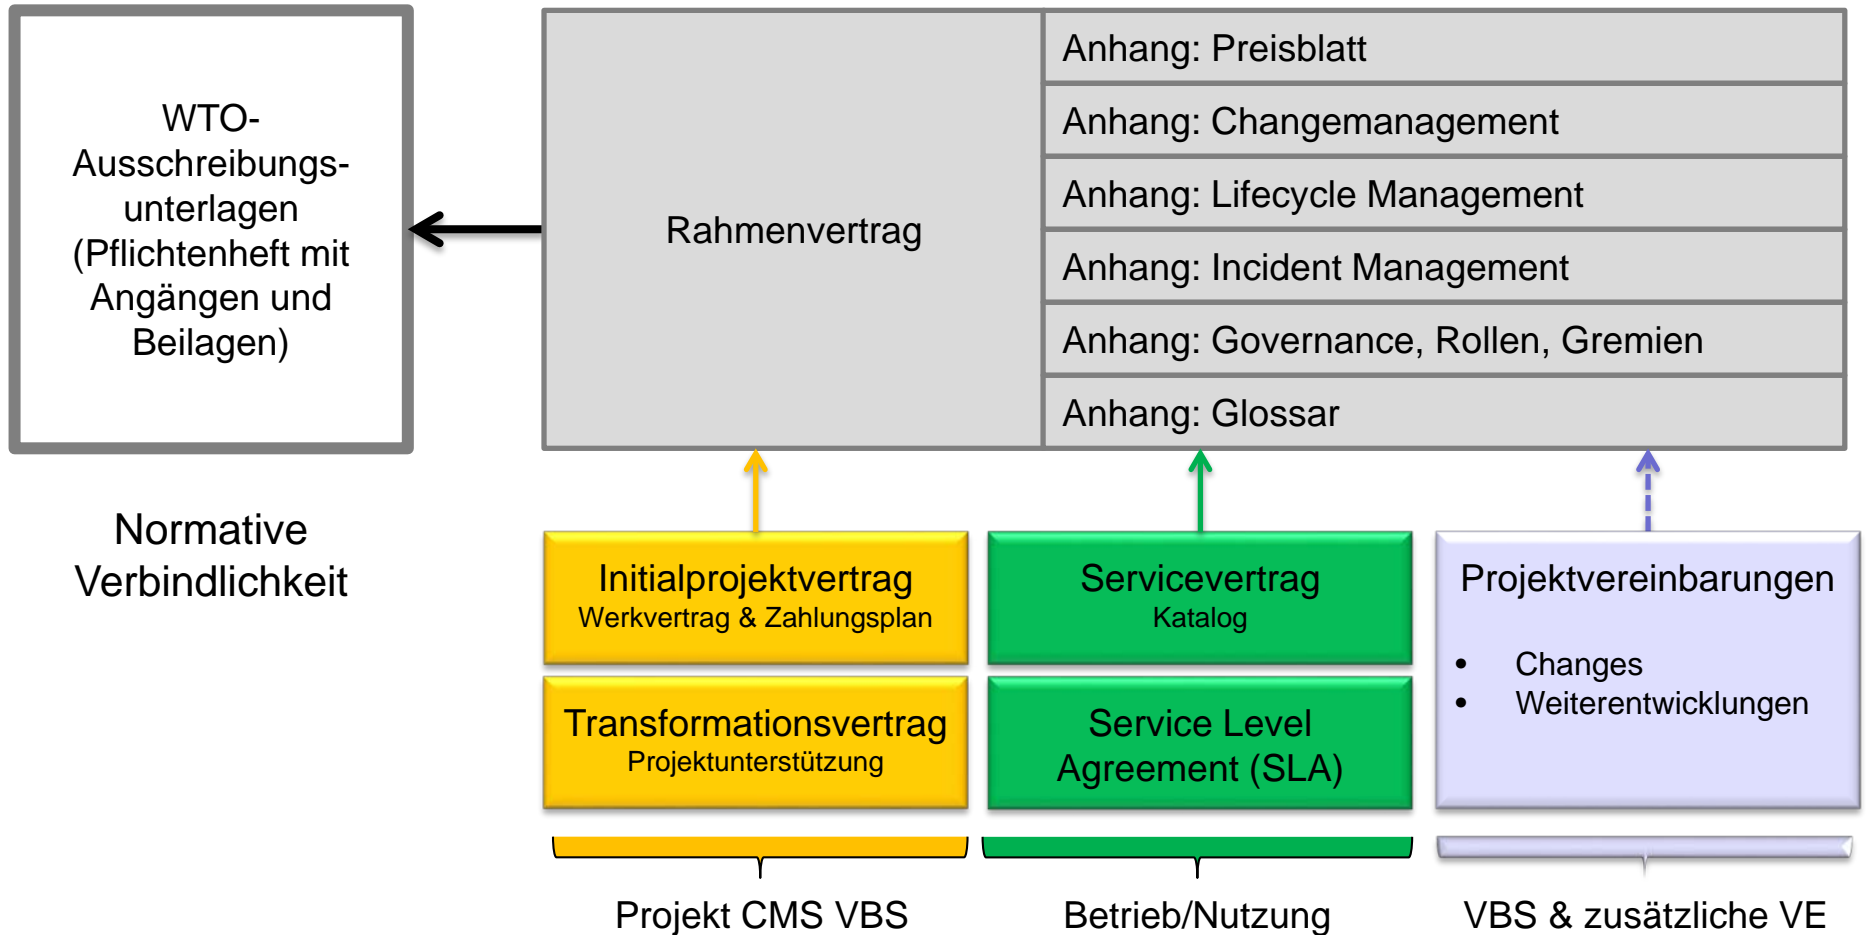 WTO-
Ausschreibungs-
unterlagen
(Pflichtenheft mit
Angängen und
Beilagen)
Normative
Verbindlichkeit
Rahmenvertrag
Anhang: Preisblatt
Anhang: Changemanagement
Anhang: Lifecycle Management
Anhang: Incident Management
Anhang: Governance, Rollen, Gremien
Anhang: Glossar
Initialprojektvertrag
Werkvertrag & Zahlungsplan
Transformationsvertrag
Projektunterstützung
Projekt CMS VBS
Servicevertrag
Katalog
Service Level
Agreement (SLA)
Betrieb/Nutzung
Projektvereinbarungen
• Changes
• Weiterentwicklungen
VBS & zusätzliche VE